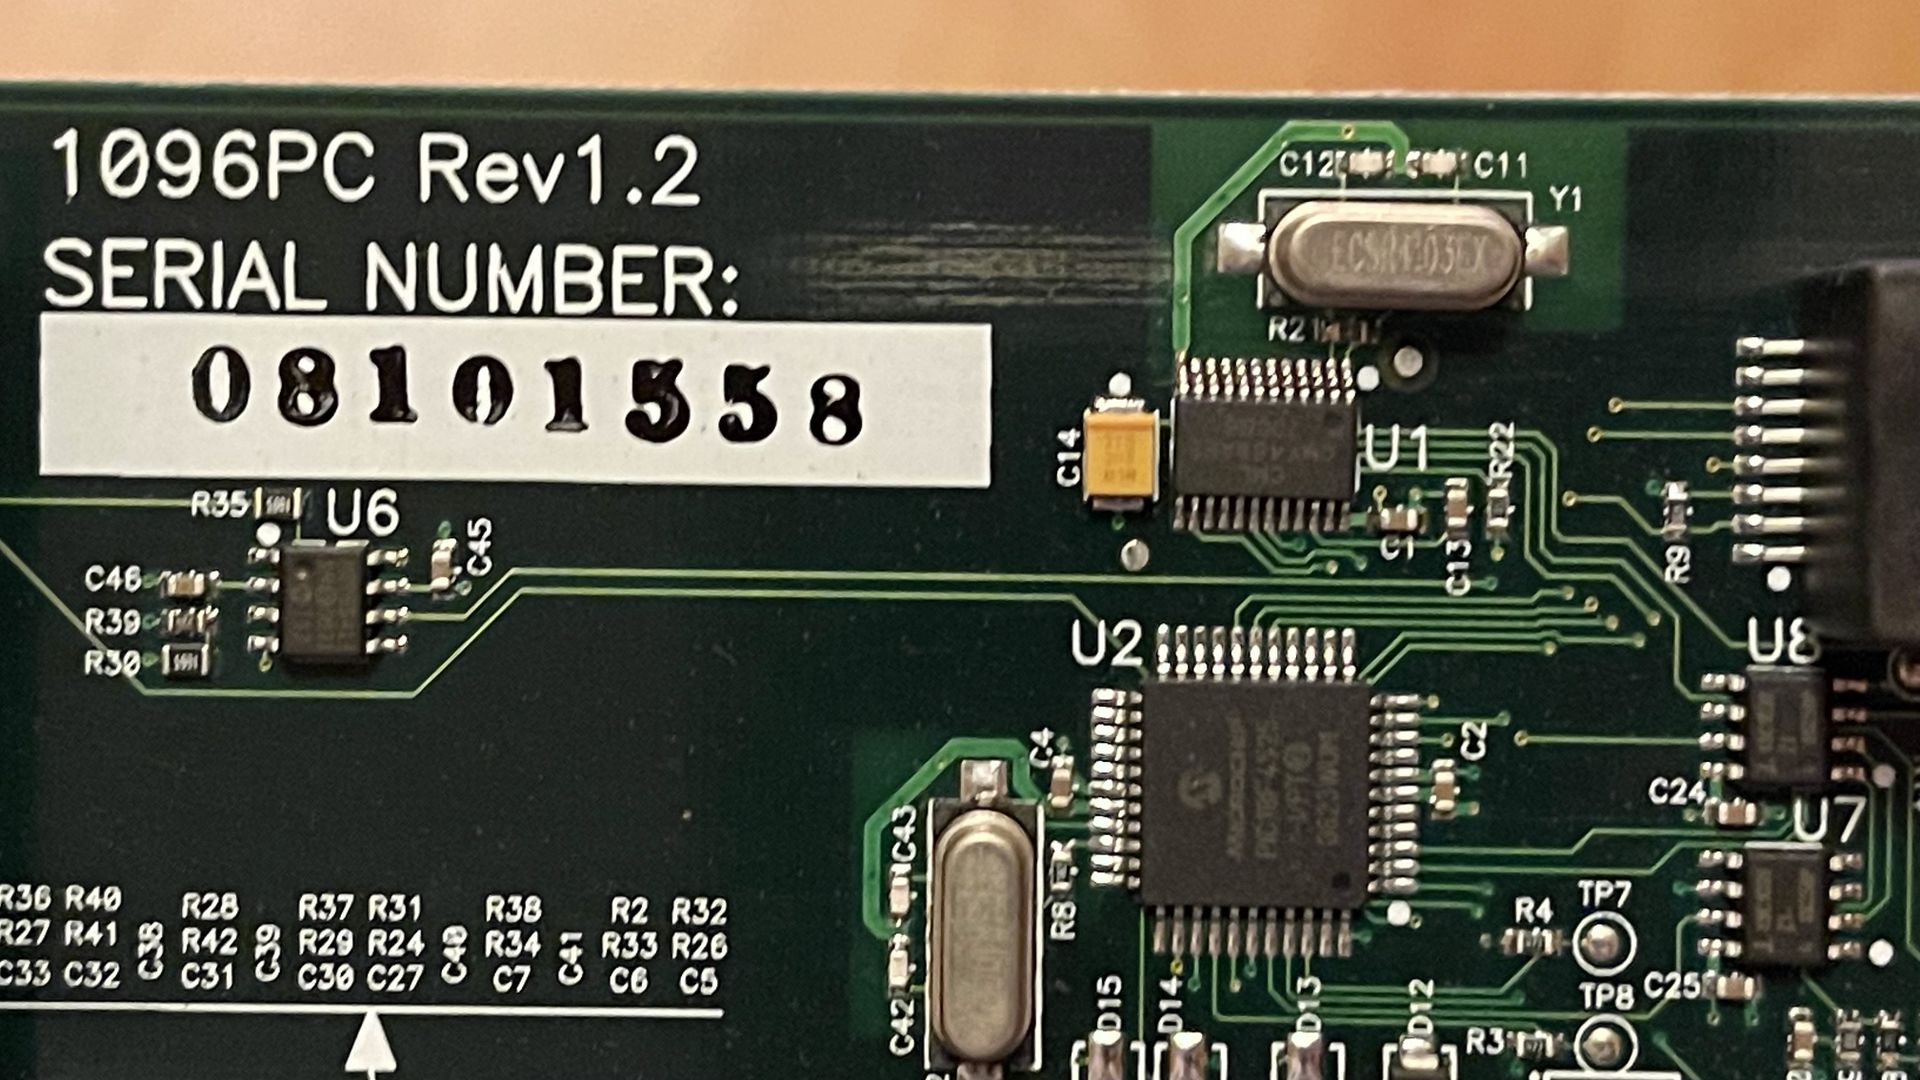 1096PC Rev1.2
SERIAL NUMBER:
08101558
C12
C11
Y1
R21
C14
U1
R22
C1
C13
R9
R35
U6
C45
C46
R39
R30
U2
U8
C4
C2
C24
U7
C43
R8
MICROCHIP
R4
TP7
R36 R40 R28 R37 R31 R38 R2 R32
R27 R41 C38 R42 C39 R29 R24 C40 R34 C41 R33 R26
C33 C32 C31 C30 C27 C7 C6 C5
C42
D15
D14
D13
D12
C25
TP8
R3